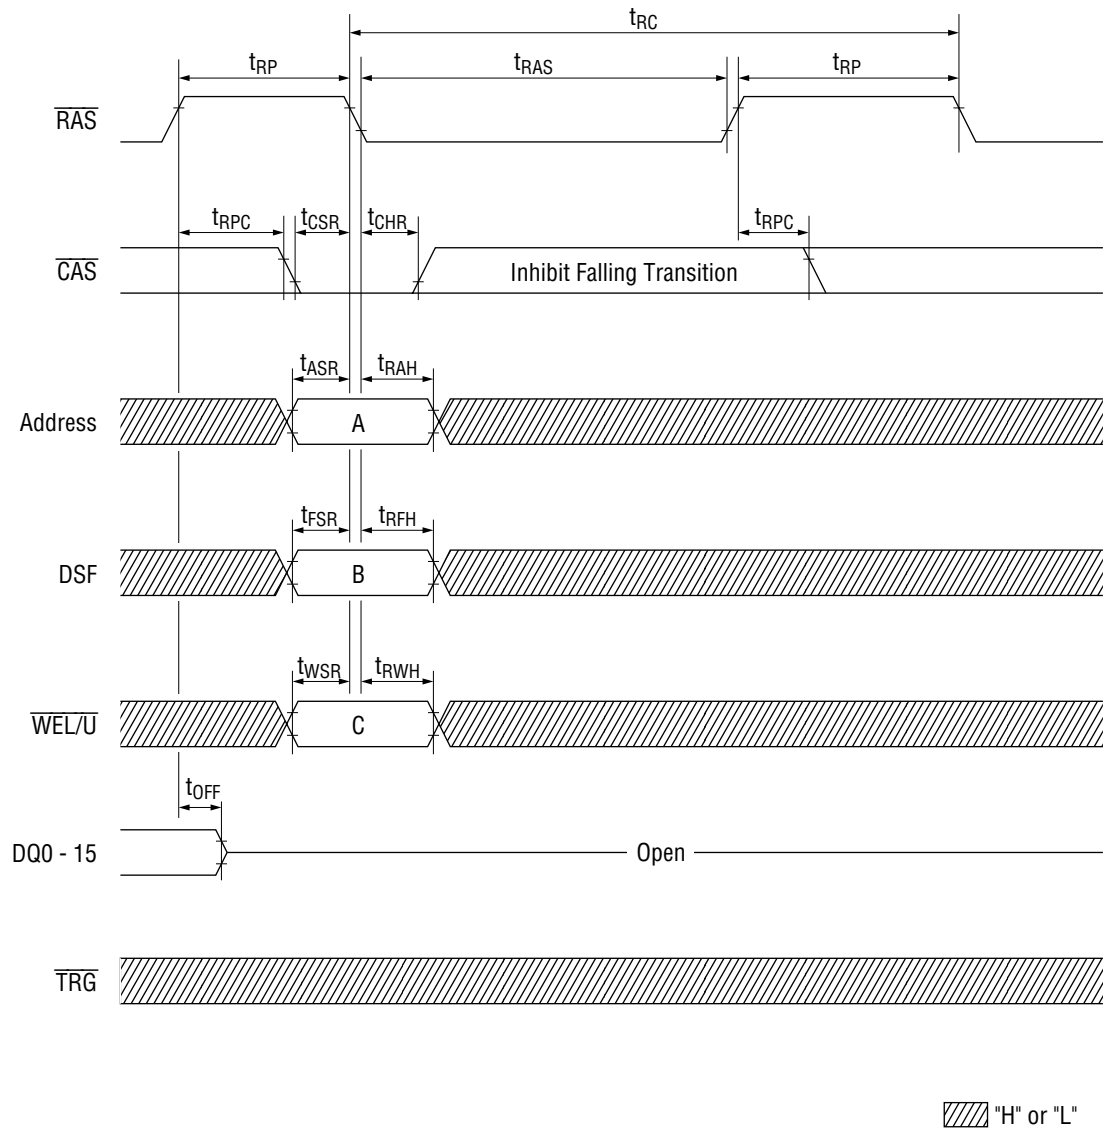 tRC
tRP tRAS tRP
RAS
tRPC tCSR tCHR tRPC
CAS Inhibit Falling Transition
tASR tRAH
Address A
tFSR tRFH
DSF B
tWSR tRWH
WEL/U C
tOFF
DQ0 - 15 Open
TRG
"H" or "L"